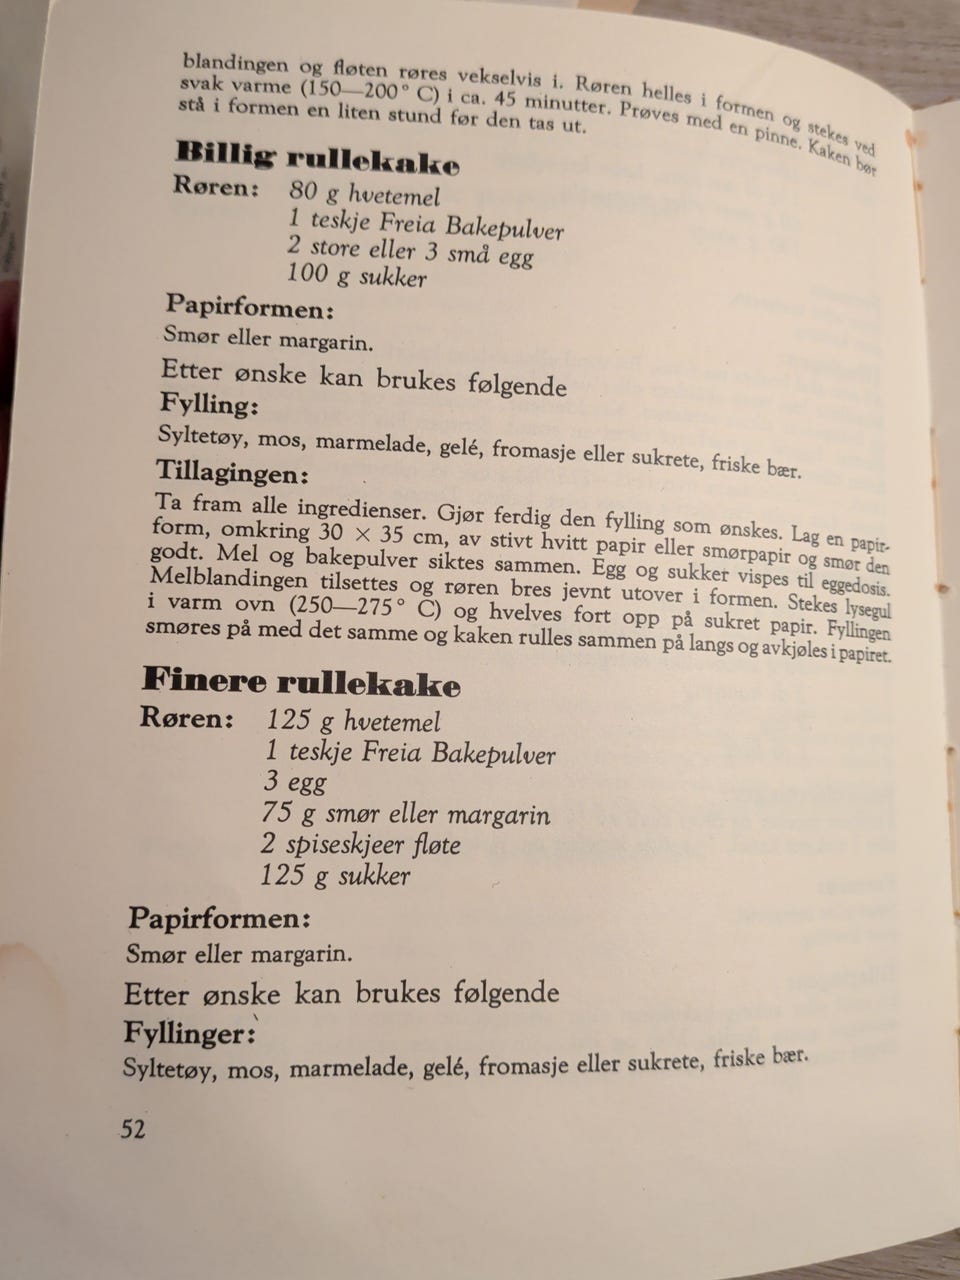 blandingen og fløten røres vekselvis i. Røren helles i formen og stekes ved
svak varme (150—200° C) i ca. 45 minutter. Prøves med en pinne. Kaken bør
stå i formen en liten stund før den tas ut.
Billig rullekake
Røren: 80 g hvetemel
1 teskje Freia Bakepulver
2 store eller 3 små egg
100 g sukker
Papirformen:
Smør eller margarin.
Etter ønske kan brukes følgende
Fylling:
Syltetøy, mos, marmelade, gelé, fromasje eller sukrete, friske bær.
Tillagingen:
Ta fram alle ingredienser. Gjør ferdig den fylling som ønskes. Lag en papir-
form, omkring 30 × 35 cm, av stivt hvitt papir eller smørpapir og smør den
godt. Mel og bakepulver siktes sammen. Egg og sukker vispes til eggedosis.
Melblandingen tilsettes og røren bres jevnt utover i formen. Stekes lysegul
i varm ovn (250—275° C) og hvelves fort opp på sukret papir. Fyllingen
smøres på med det samme og kaken rulles sammen på langs og avkjøles i papiret.
Finere rullekake
Røren: 125 g hvetemel
1 teskje Freia Bakepulver
3 egg
75 g smør eller margarin
2 spiseskjeer fløte
125 g sukker
Papirformen:
Smør eller margarin.
Etter ønske kan brukes følgende
Fyllinger:
Syltetøy, mos, marmelade, gelé, fromasje eller sukrete, friske bær.
52